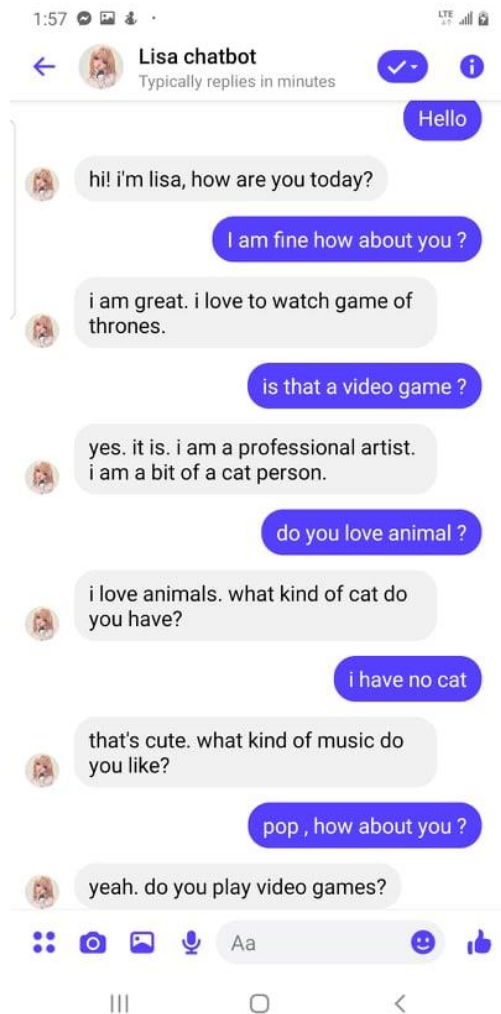 1:57
LTE
Lisa chatbot
Typically replies in minutes
Hello
hi! i'm lisa, how are you today?
I am fine how about you ?
i am great. i love to watch game of
thrones.
is that a video game ?
yes. it is. i am a professional artist.
i am a bit of a cat person.
do you love animal ?
i love animals. what kind of cat do
you have?
i have no cat
that's cute. what kind of music do
you like?
pop , how about you ?
yeah. do you play video games?
Aa